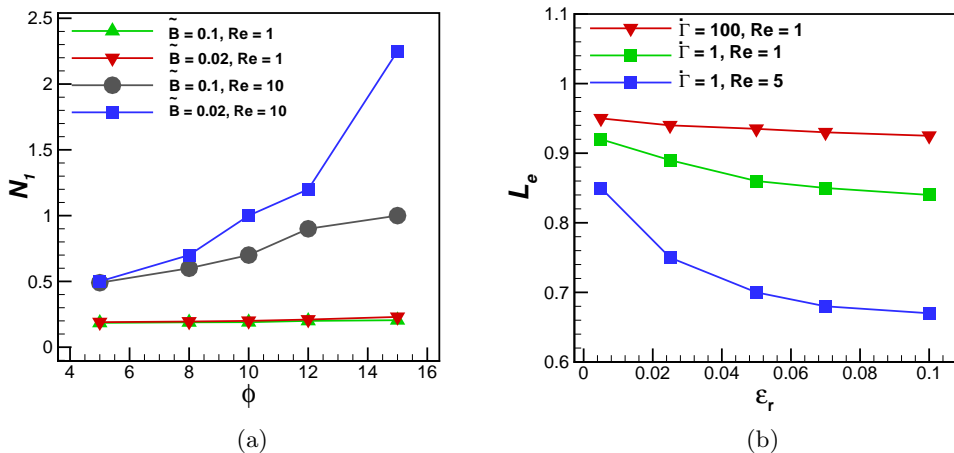 B̃ = 0.1, Re = 1
B̃ = 0.02, Re = 1
B̃ = 0.1, Re = 10
B̃ = 0.02, Re = 10
2.5
2
1.5
1
0.5
0
N₁
4 6 8 10 12 14 16
ϕ
(a)
Γ̇ = 100, Re = 1
Γ̇ = 1, Re = 1
Γ̇ = 1, Re = 5
1.1
1
0.9
0.8
0.7
0.6
Lₑ
0 0.02 0.04 0.06 0.08 0.1
εᵣ
(b)